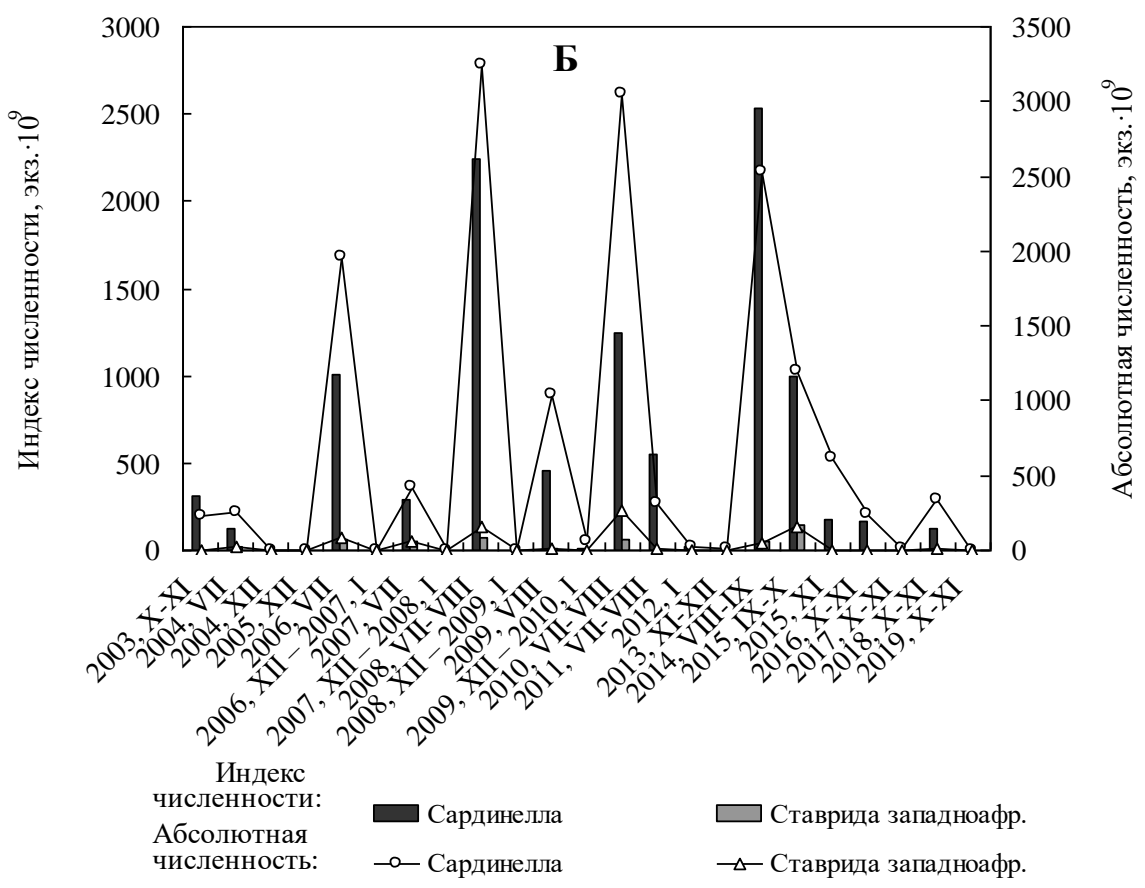 Б
Индекс численности, экз.·10⁹
3000
2500
2000
1500
1000
500
0
3500
3000
2500
2000
1500
1000
500
0
Абсолютная численность, экз.·10⁹
2003, X-XI
2004, VII
2004, XII
2005, XII
2006, VII
2006, XII – 2007, I
2007, VII
2007, XII – 2008, I
2008, VII-VIII
2008, XII – 2009, I
2009, VIII
2009, XII – 2010, I
2010, VII-VIII
2011, VII-VIII
2012, I
2013, XI-XII
2014, VIII-IX
2015, IX-X
2015, XI
2016, X-XI
2017, X-XI
2018, X-XI
2019, X-XI
Индекс
численности:
Сардинелла
Ставрида западноафр.
Абсолютная
численность:
Сардинелла
Ставрида западноафр.